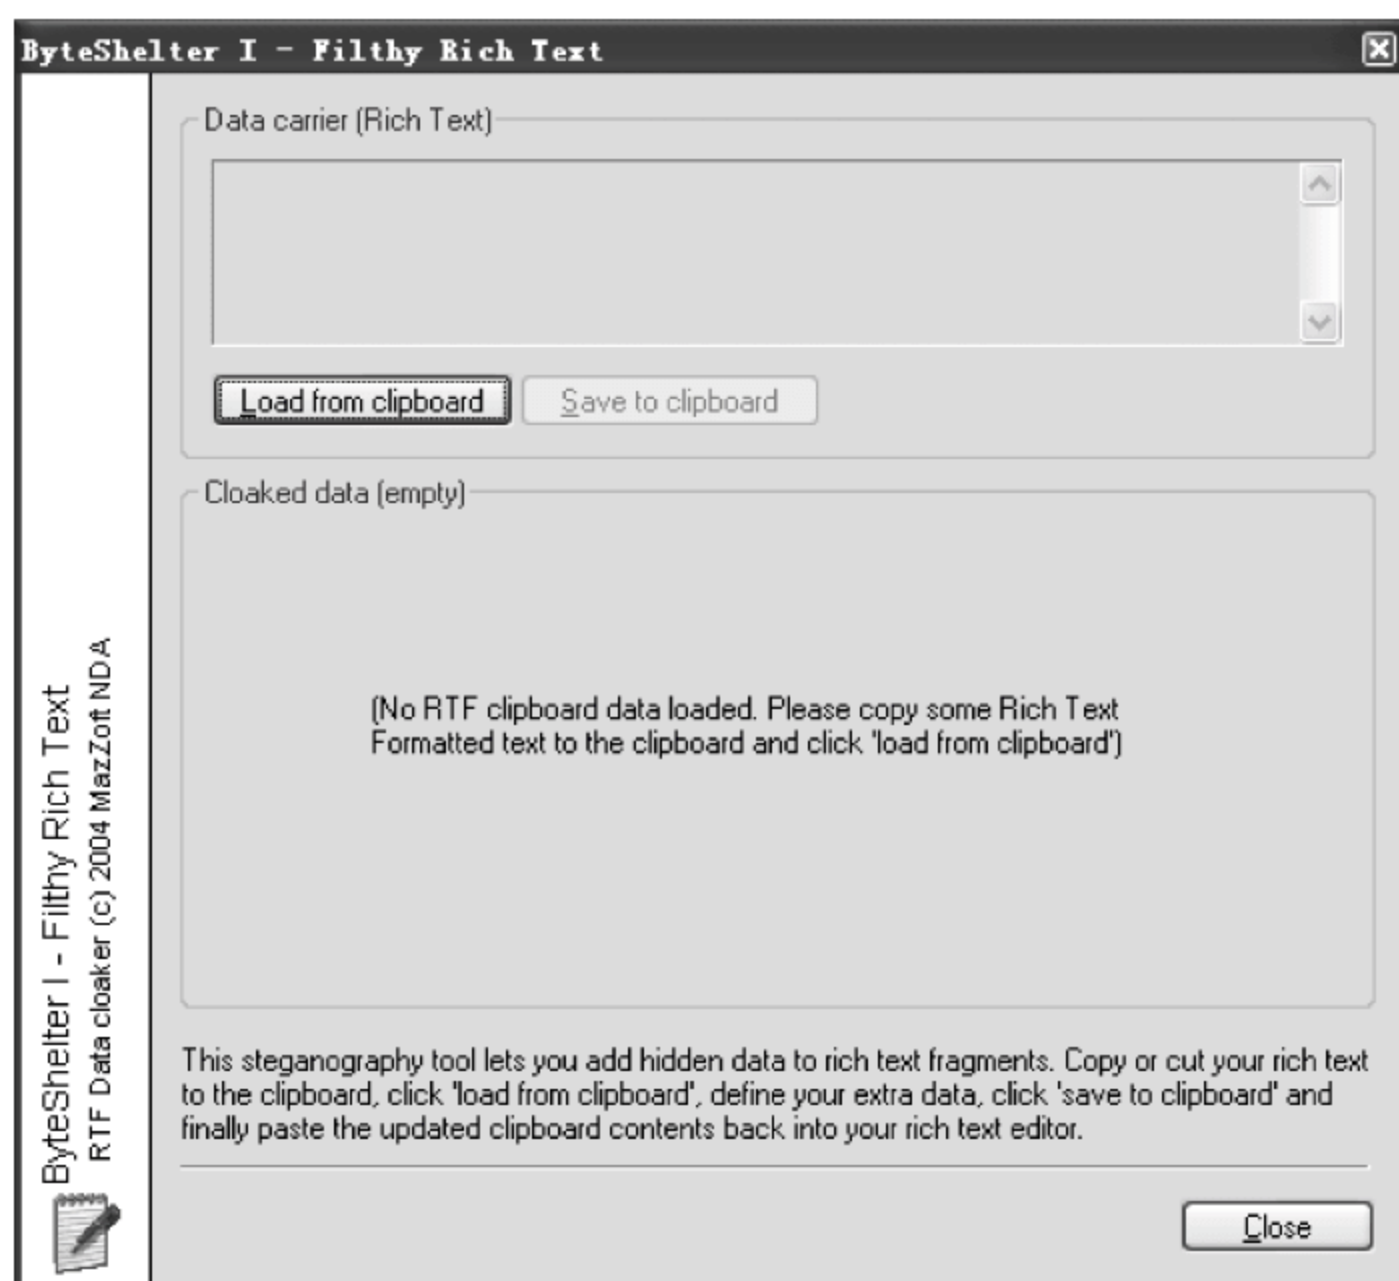 ByteShelter I - Filthy Rich Text
Data carrier (Rich Text)
Load from clipboard
Save to clipboard
Cloaked data (empty)
(No RTF clipboard data loaded. Please copy some Rich Text
Formatted text to the clipboard and click 'load from clipboard')
This steganography tool lets you add hidden data to rich text fragments. Copy or cut your rich text
to the clipboard, click 'load from clipboard', define your extra data, click 'save to clipboard' and
finally paste the updated clipboard contents back into your rich text editor.
Close
ByteShelter I - Filthy Rich Text
RTF Data cloaker (c) 2004 MazZoft NDA